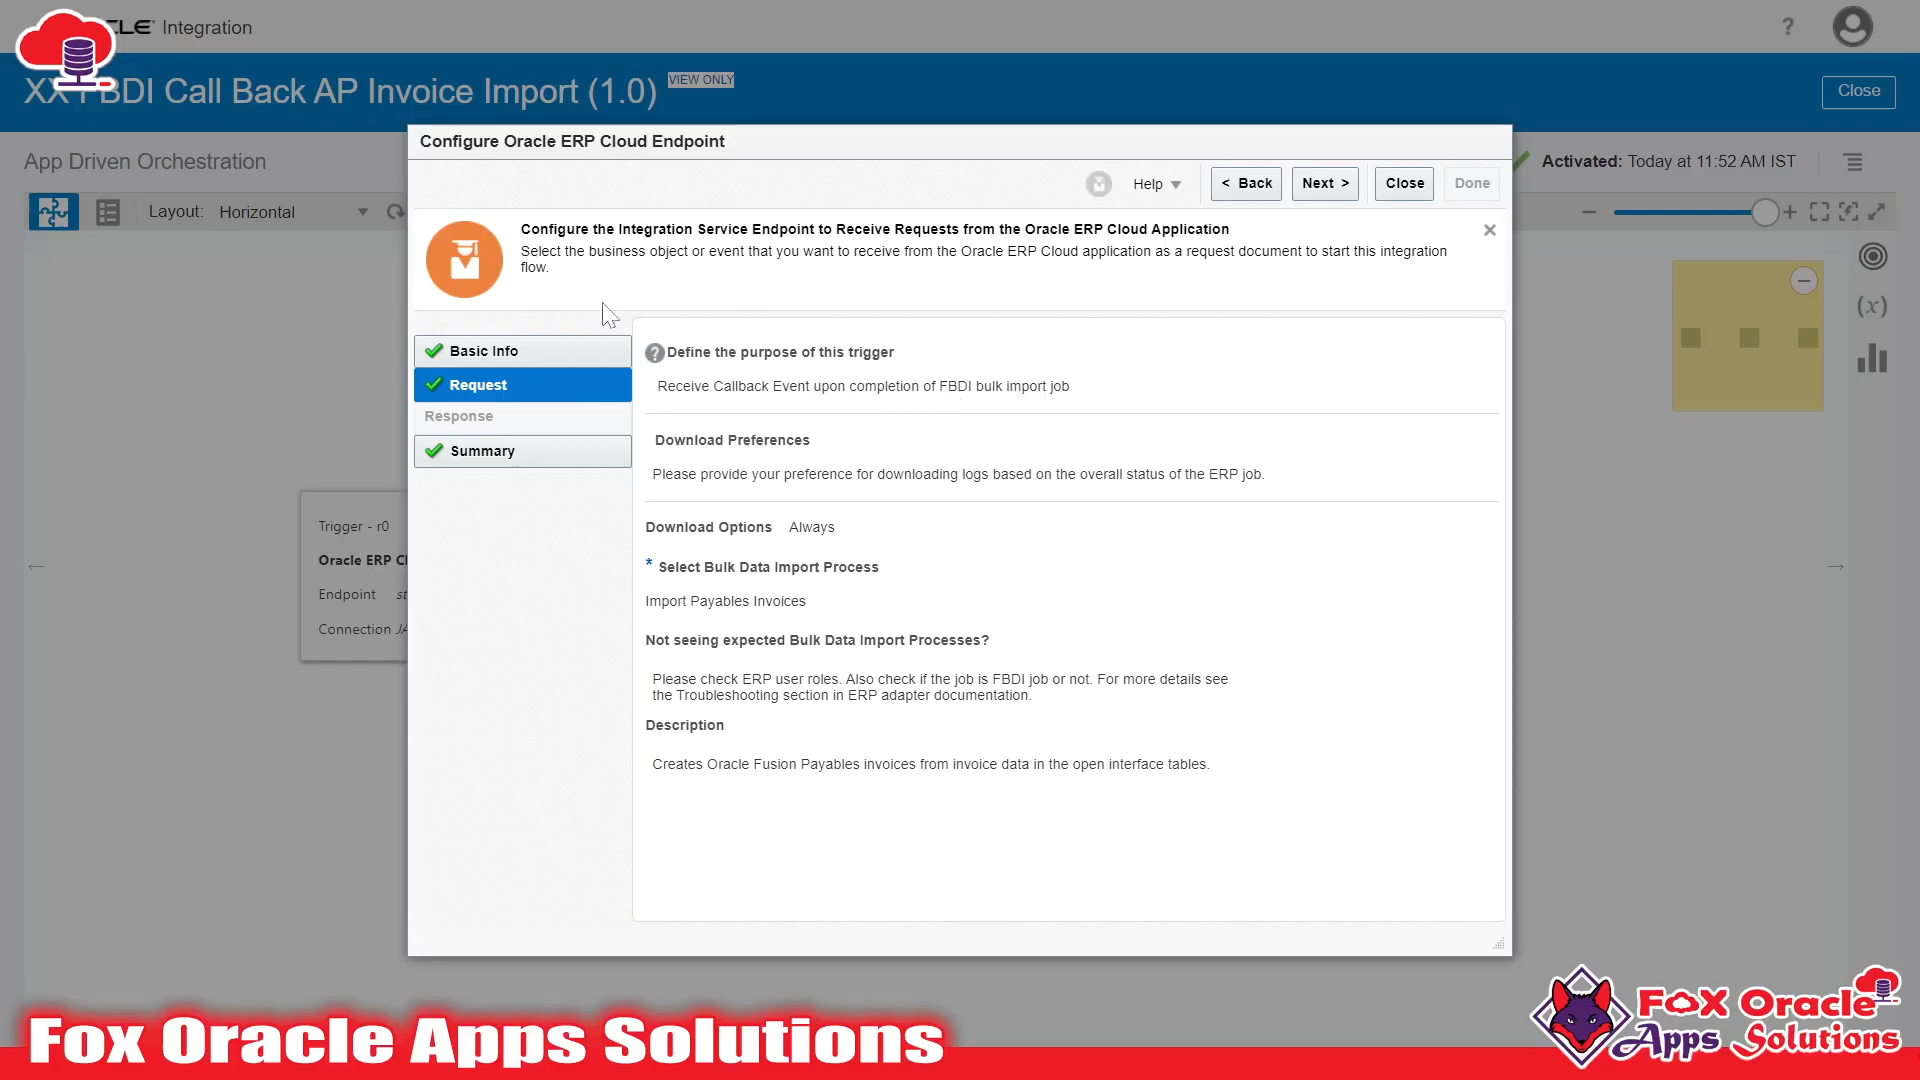 CLE Integration
?
XX FBDI Call Back AP Invoice Import (1.0) VIEW ONLY
Close
App Driven Orchestration
Activated: Today at 11:52 AM IST
Layout: Horizontal
Configure Oracle ERP Cloud Endpoint
Help
< Back
Next >
Close
Done
Configure the Integration Service Endpoint to Receive Requests from the Oracle ERP Cloud Application
Select the business object or event that you want to receive from the Oracle ERP Cloud application as a request document to start this integration
flow.
Basic Info
Request
Response
Summary
? Define the purpose of this trigger
Receive Callback Event upon completion of FBDI bulk import job
Download Preferences
Please provide your preference for downloading logs based on the overall status of the ERP job.
Download Options Always
* Select Bulk Data Import Process
Import Payables Invoices
Not seeing expected Bulk Data Import Processes?
Please check ERP user roles. Also check if the job is FBDI job or not. For more details see
the Troubleshooting section in ERP adapter documentation.
Description
Creates Oracle Fusion Payables invoices from invoice data in the open interface tables.
Trigger - r0
Oracle ERP Cl
Endpoint st
Connection JA
(x)
Fox Oracle Apps Solutions
Fox Oracle
Apps Solutions